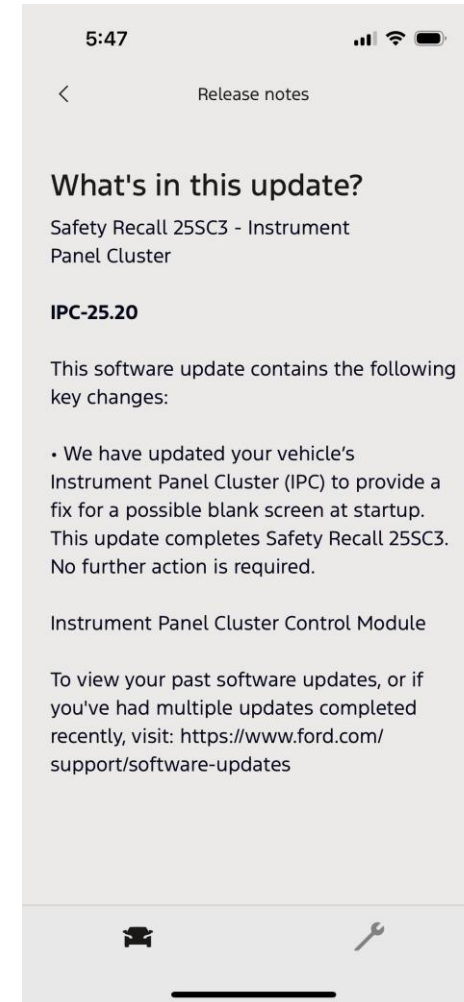 5:47
Release notes
What's in this update?
Safety Recall 25SC3 - Instrument
Panel Cluster
IPC-25.20
This software update contains the following
key changes:
• We have updated your vehicle's
Instrument Panel Cluster (IPC) to provide a
fix for a possible blank screen at startup.
This update completes Safety Recall 25SC3.
No further action is required.
Instrument Panel Cluster Control Module
To view your past software updates, or if
you've had multiple updates completed
recently, visit: https://www.ford.com/
support/software-updates